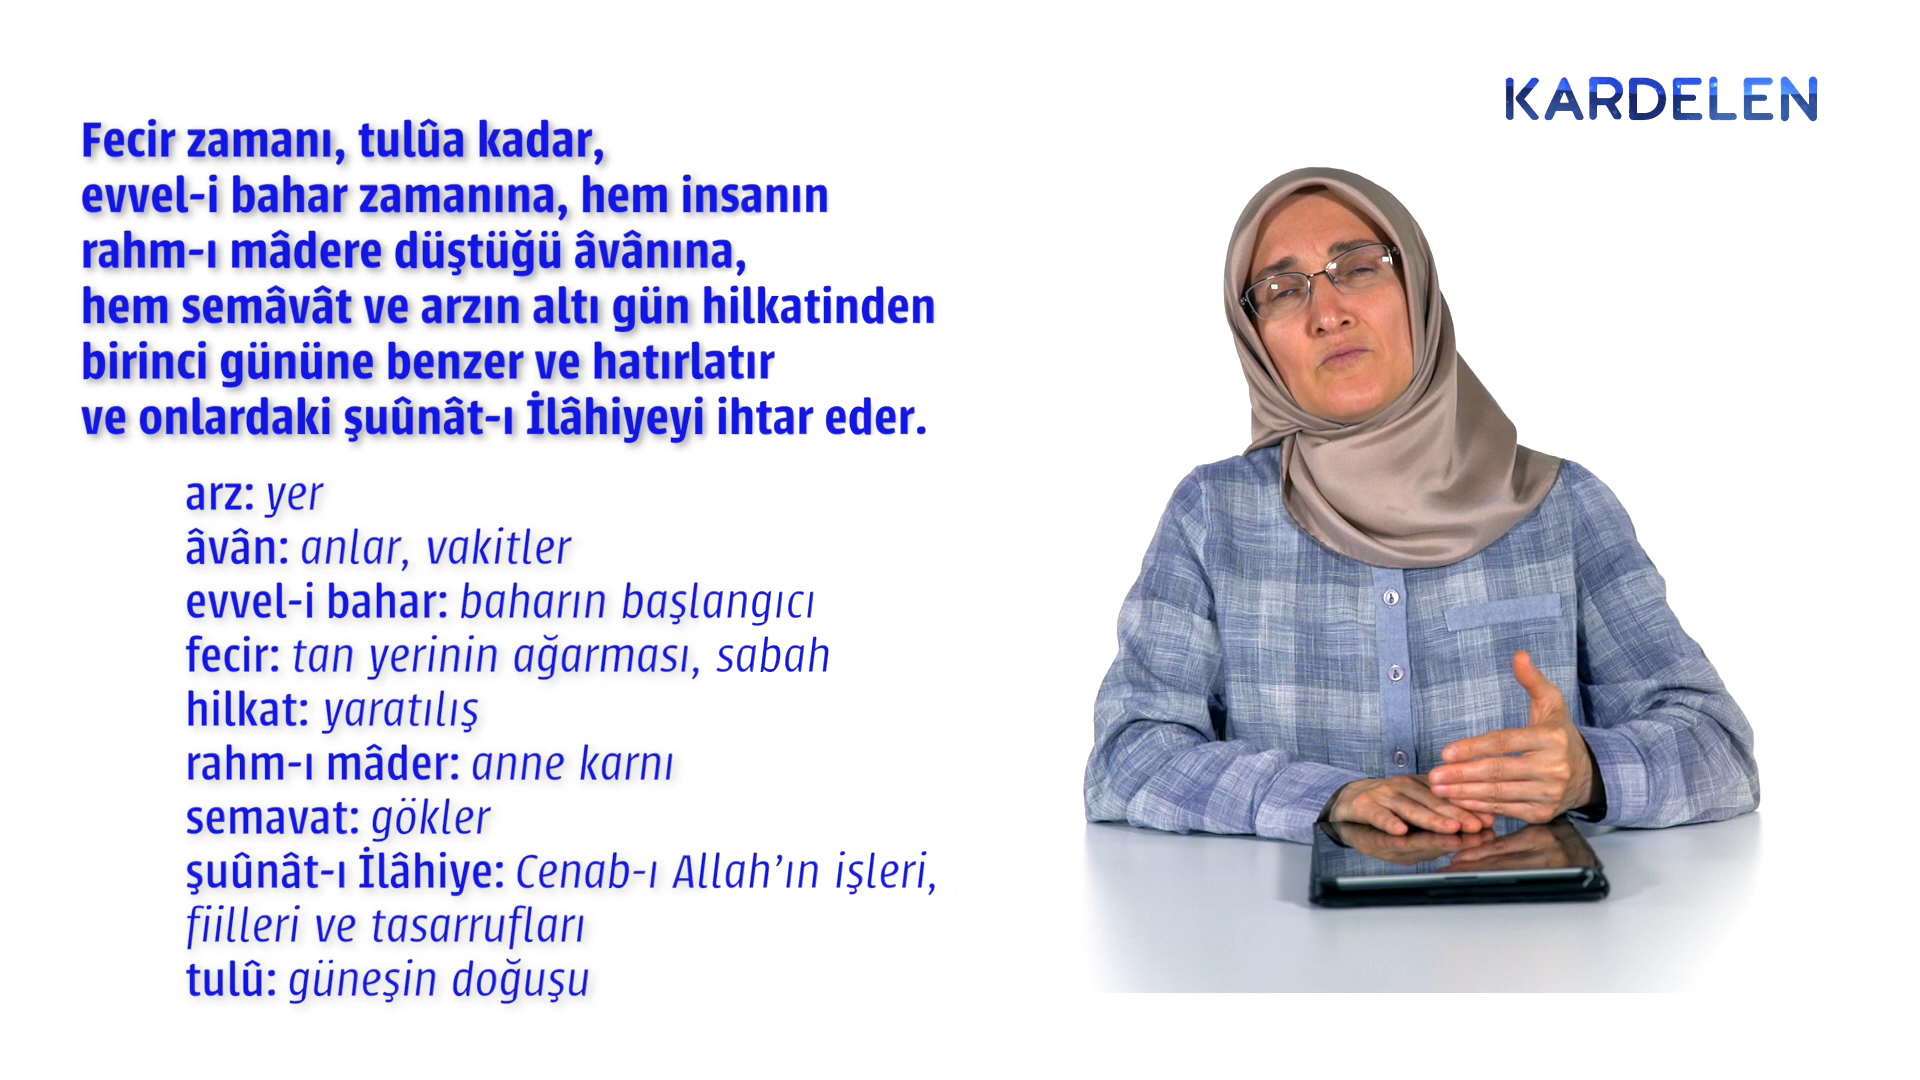 KARDELEN
Fecir zamanı, tulûa kadar,
evvel-i bahar zamanına, hem insanın
rahm-ı mâdere düştüğü âvânına,
hem semâvât ve arzın altı gün hilkatinden
birinci gününe benzer ve hatırlatır
ve onlardaki şuûnât-ı İlâhiyeyi ihtar eder.
arz: yer
âvân: anlar, vakitler
evvel-i bahar: baharın başlangıcı
fecir: tan yerinin ağarması, sabah
hilkat: yaratılış
rahm-ı mâder: anne karnı
semavat: gökler
şuûnât-ı İlâhiye: Cenab-ı Allah’ın işleri,
fiilleri ve tasarrufları
tulû: güneşin doğuşu